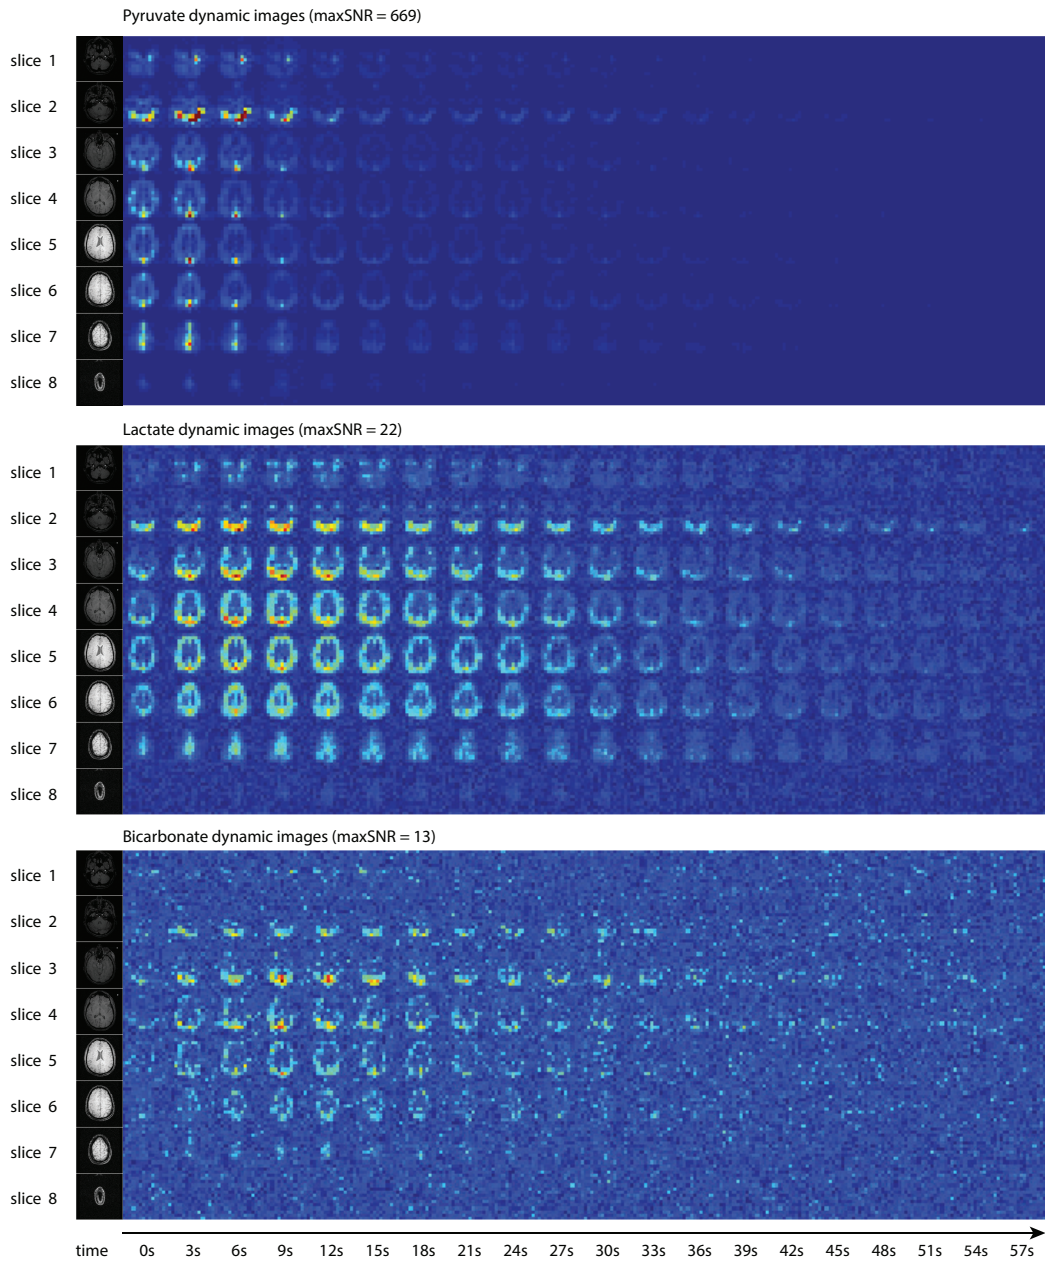 Pyruvate dynamic images (maxSNR = 669)
slice 1
slice 2
slice 3
slice 4
slice 5
slice 6
slice 7
slice 8
Lactate dynamic images (maxSNR = 22)
slice 1
slice 2
slice 3
slice 4
slice 5
slice 6
slice 7
slice 8
Bicarbonate dynamic images (maxSNR = 13)
slice 1
slice 2
slice 3
slice 4
slice 5
slice 6
slice 7
slice 8
time 0s 3s 6s 9s 12s 15s 18s 21s 24s 27s 30s 33s 36s 39s 42s 45s 48s 51s 54s 57s